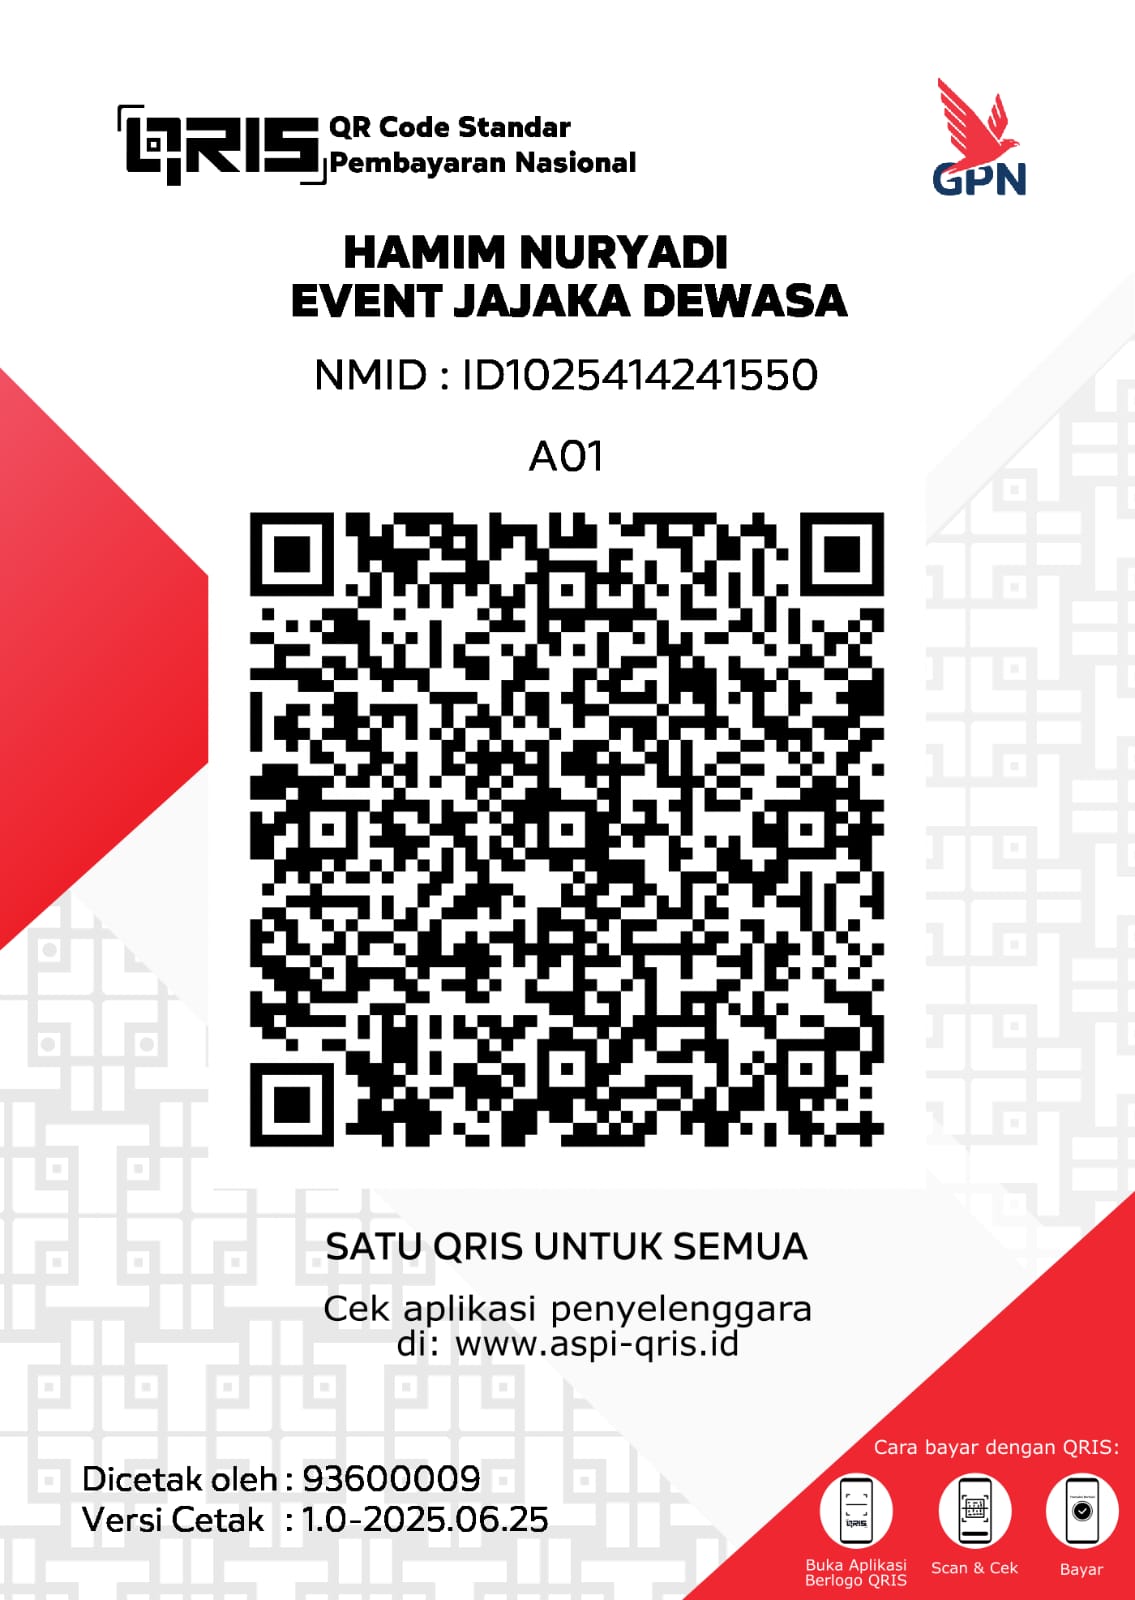 QRIS
QR Code Standar
Pembayaran Nasional
GPN
HAMIM NURYADI
EVENT JAJAKA DEWASA
NMID : ID1025414241550
A01
SATU QRIS UNTUK SEMUA
Cek aplikasi penyelenggara
di: www.aspi-qris.id
Dicetak oleh : 93600009
Versi Cetak : 1.0-2025.06.25
Cara bayar dengan QRIS:
QRIS
Buka Aplikasi
Berlogo QRIS
Scan & Cek
Bayar